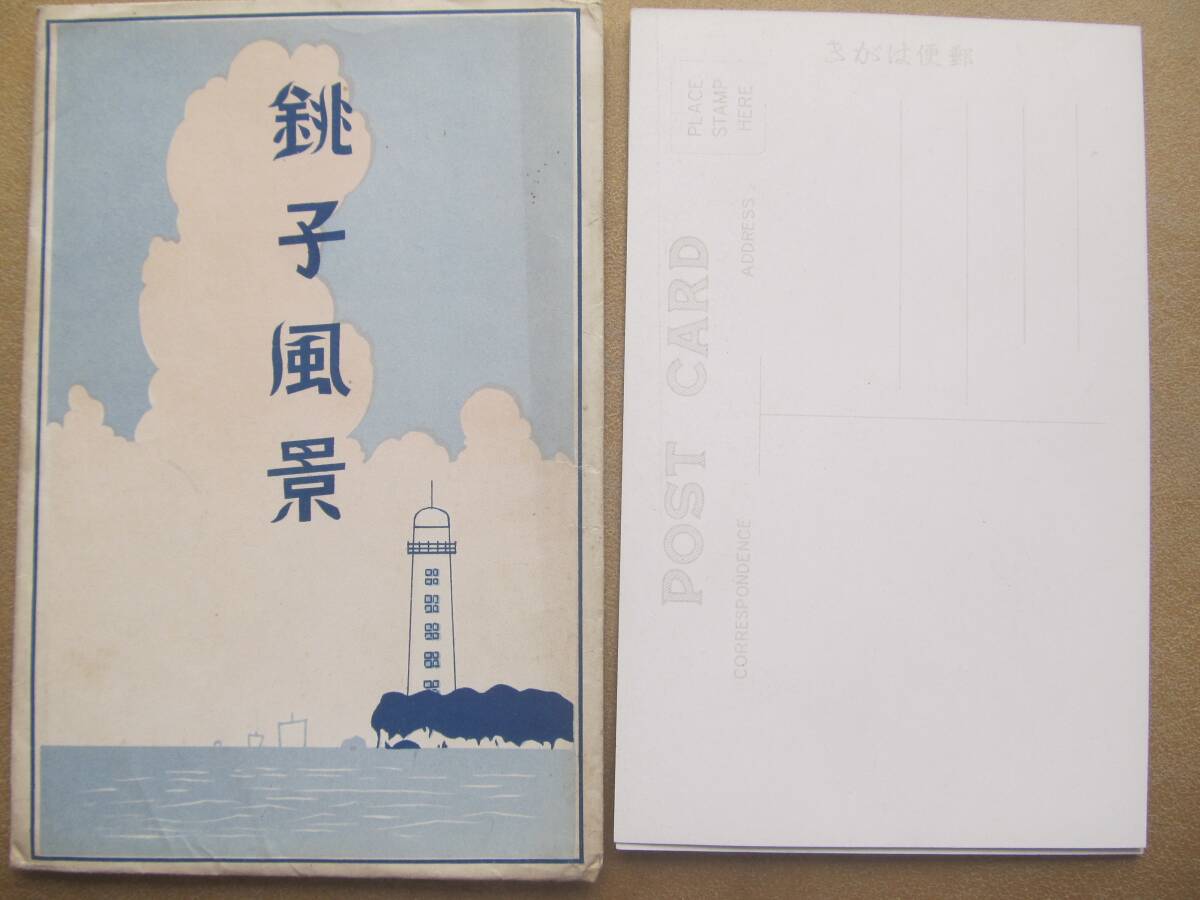 銚子風景
きがは便郵
PLACE
STAMP
HERE
POST CARD
ADDRESS
CORRESPONDENCE